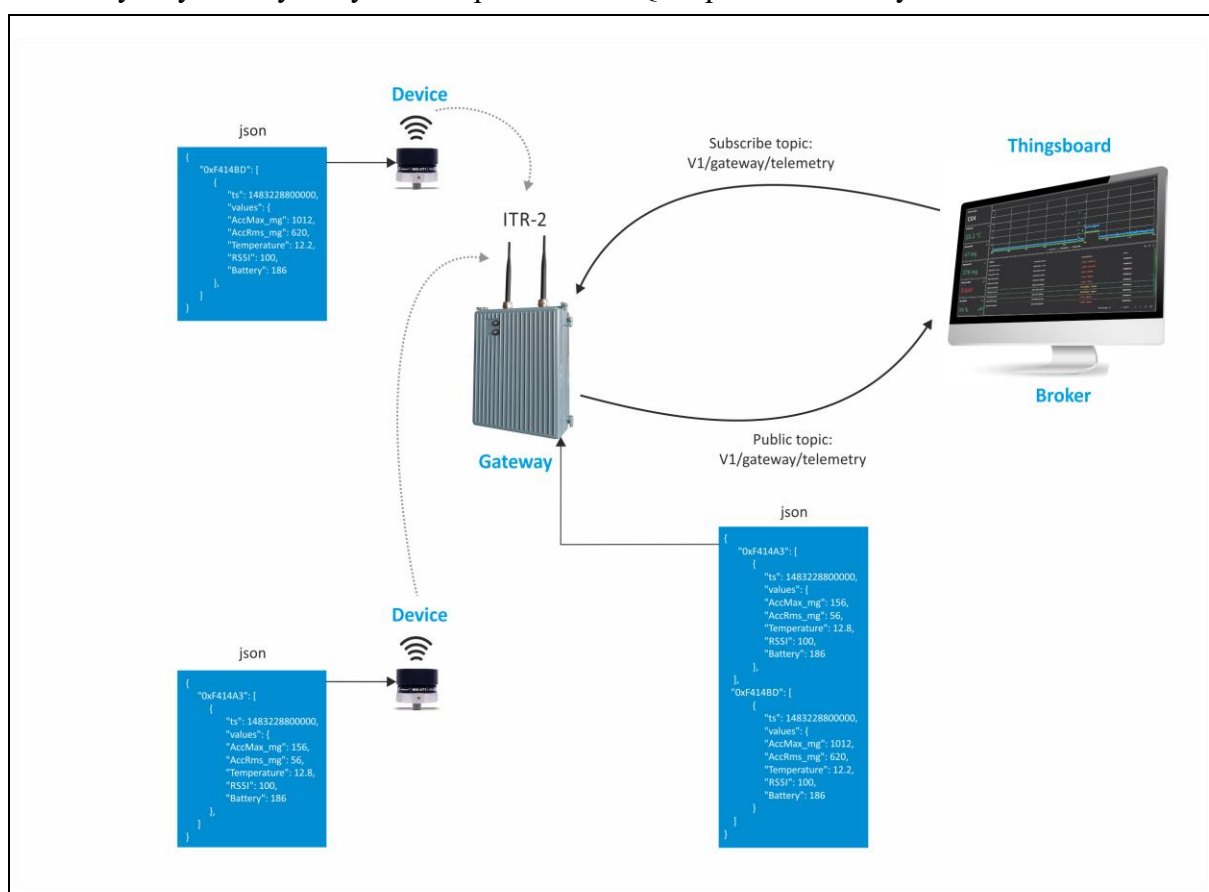 Device
json
{
"0xF414BD": [
{
"ts": 1483228800000,
"values": {
"AccMax_mg": 1012,
"AccRms_mg": 620,
"Temperature": 12.2,
"RSSI": 100,
"Battery": 186
},
]
}
ITR-2
Gateway
Subscribe topic:
V1/gateway/telemetry
Thingsboard
Broker
Public topic:
V1/gateway/telemetry
Device
json
{
"0xF414A3": [
{
"ts": 1483228800000,
"values": {
"AccMax_mg": 156,
"AccRms_mg": 56,
"Temperature": 12.8,
"RSSI": 100,
"Battery": 186
},
]
}
json
{
"0xF414A3": [
{
"ts": 1483228800000,
"values": {
"AccMax_mg": 156,
"AccRms_mg": 56,
"Temperature": 12.8,
"RSSI": 100,
"Battery": 186
},
],
"0xF414BD": [
{
"ts": 1483228800000,
"values": {
"AccMax_mg": 1012,
"AccRms_mg": 620,
"Temperature": 12.2,
"RSSI": 100,
"Battery": 186
}
]
}